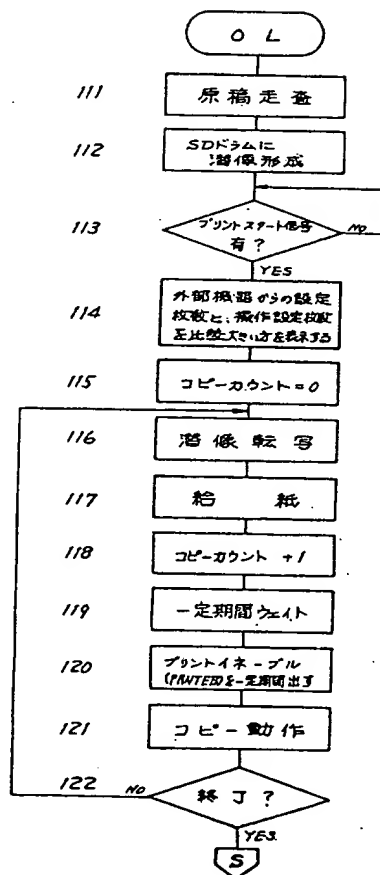 OL
111 原稿走査
112 SDドラムに
潜像形成
113 プリントスタート信号
有?
NO
YES
114 外部機器からの設定
枚数と、操作設定枚数
を比較大きい方を表示する
115 コピーカウント=0
116 潜像転写
117 給紙
118 コピーカウント +1
119 一定期間ウェイト
120 プリントイネーブル
(PRNTEB)を一定期間出す
121 コピー動作
122 NO 終了?
YES.
S